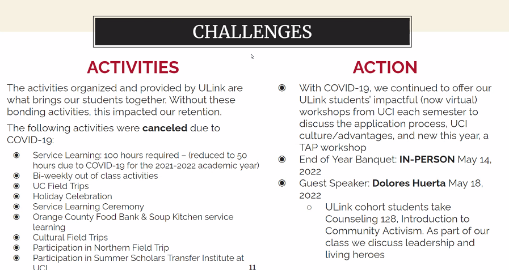 CHALLENGES
ACTIVITIES
The activities organized and provided by ULink are
what brings our students together. Without these
bonding activities, this impacted our retention.
The following activities were canceled due to
COVID-19:
Service Learning: 100 hours required – (reduced to 50
hours due to COVID-19 for the 2021-2022 academic year)
Bi-weekly out of class activities
UC Field Trips
Holiday Celebration
Service Learning Ceremony
Orange County Food Bank & Soup Kitchen service
learning
Cultural Field Trips
Participation in Northern Field Trip
Participation in Summer Scholars Transfer Institute at
UCI
ACTION
With COVID-19, we continued to offer our
ULink students' impactful (now virtual)
workshops from UCI each semester to
discuss the application process, UCI
culture/advantages, and new this year, a
TAP workshop
End of Year Banquet: IN-PERSON May 14,
2022
Guest Speaker: Dolores Huerta May 18,
2022
ULink cohort students take
Counseling 128, Introduction to
Community Activism. As part of our
class we discuss leadership and
living heroes
11